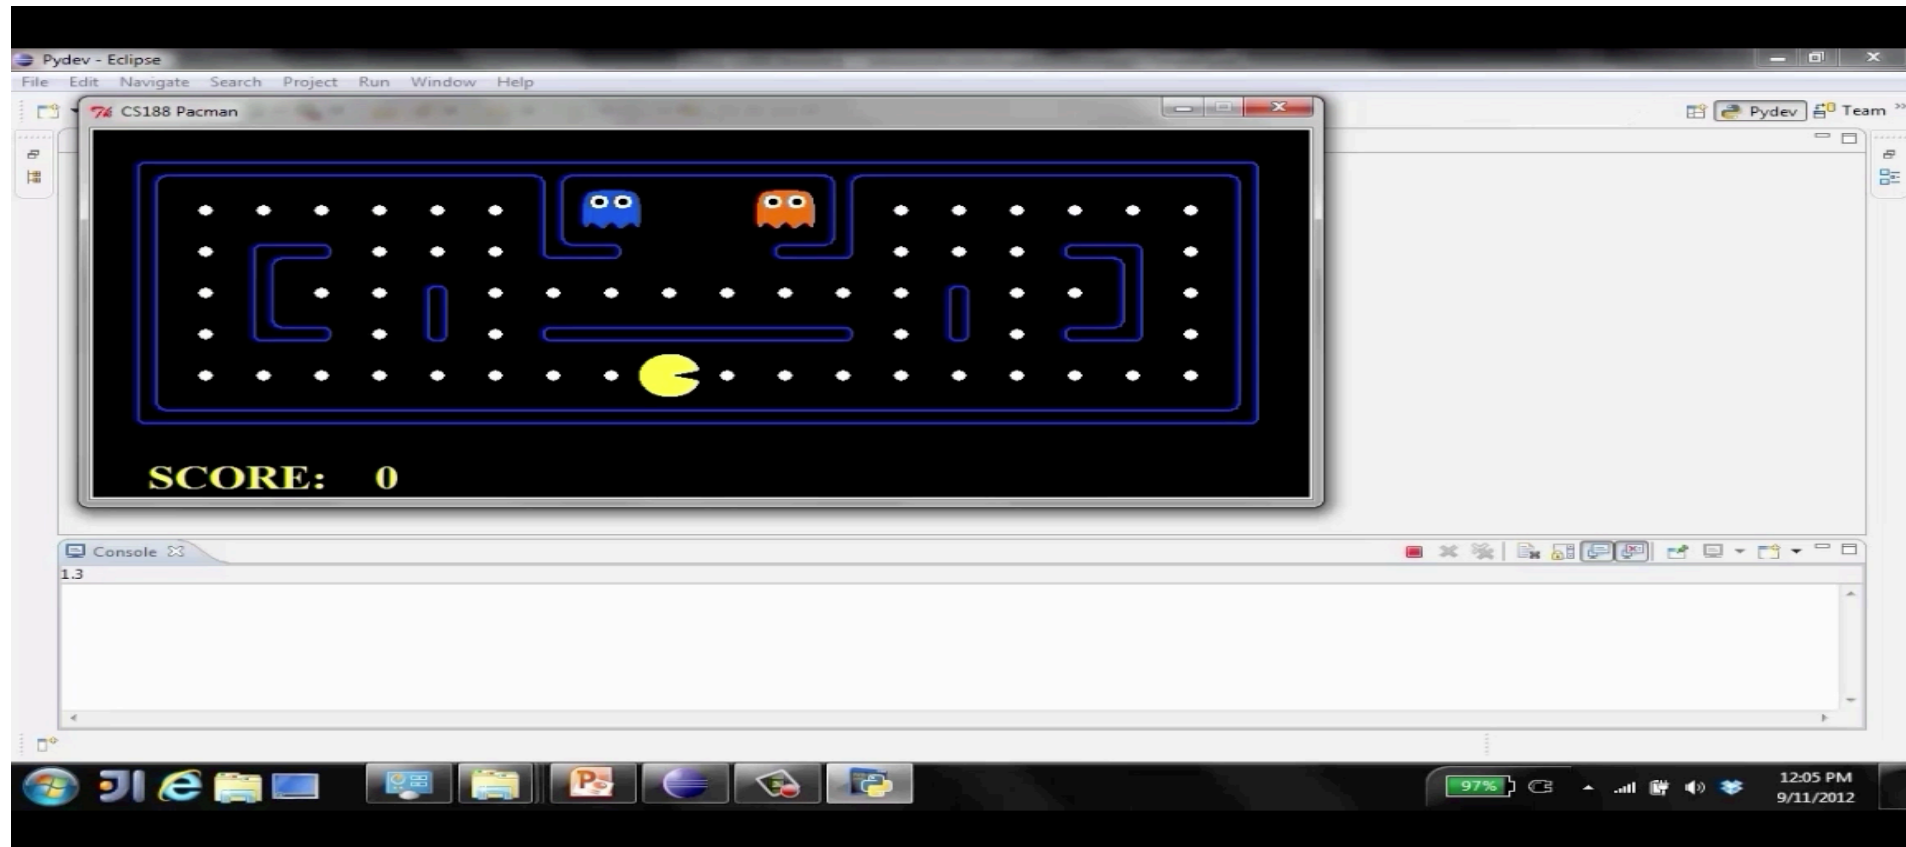 Pydev - Eclipse
File Edit Navigate Search Project Run Window Help
CS188 Pacman
Pydev
Team
SCORE: 0
Console
1.3
97%
12:05 PM
9/11/2012